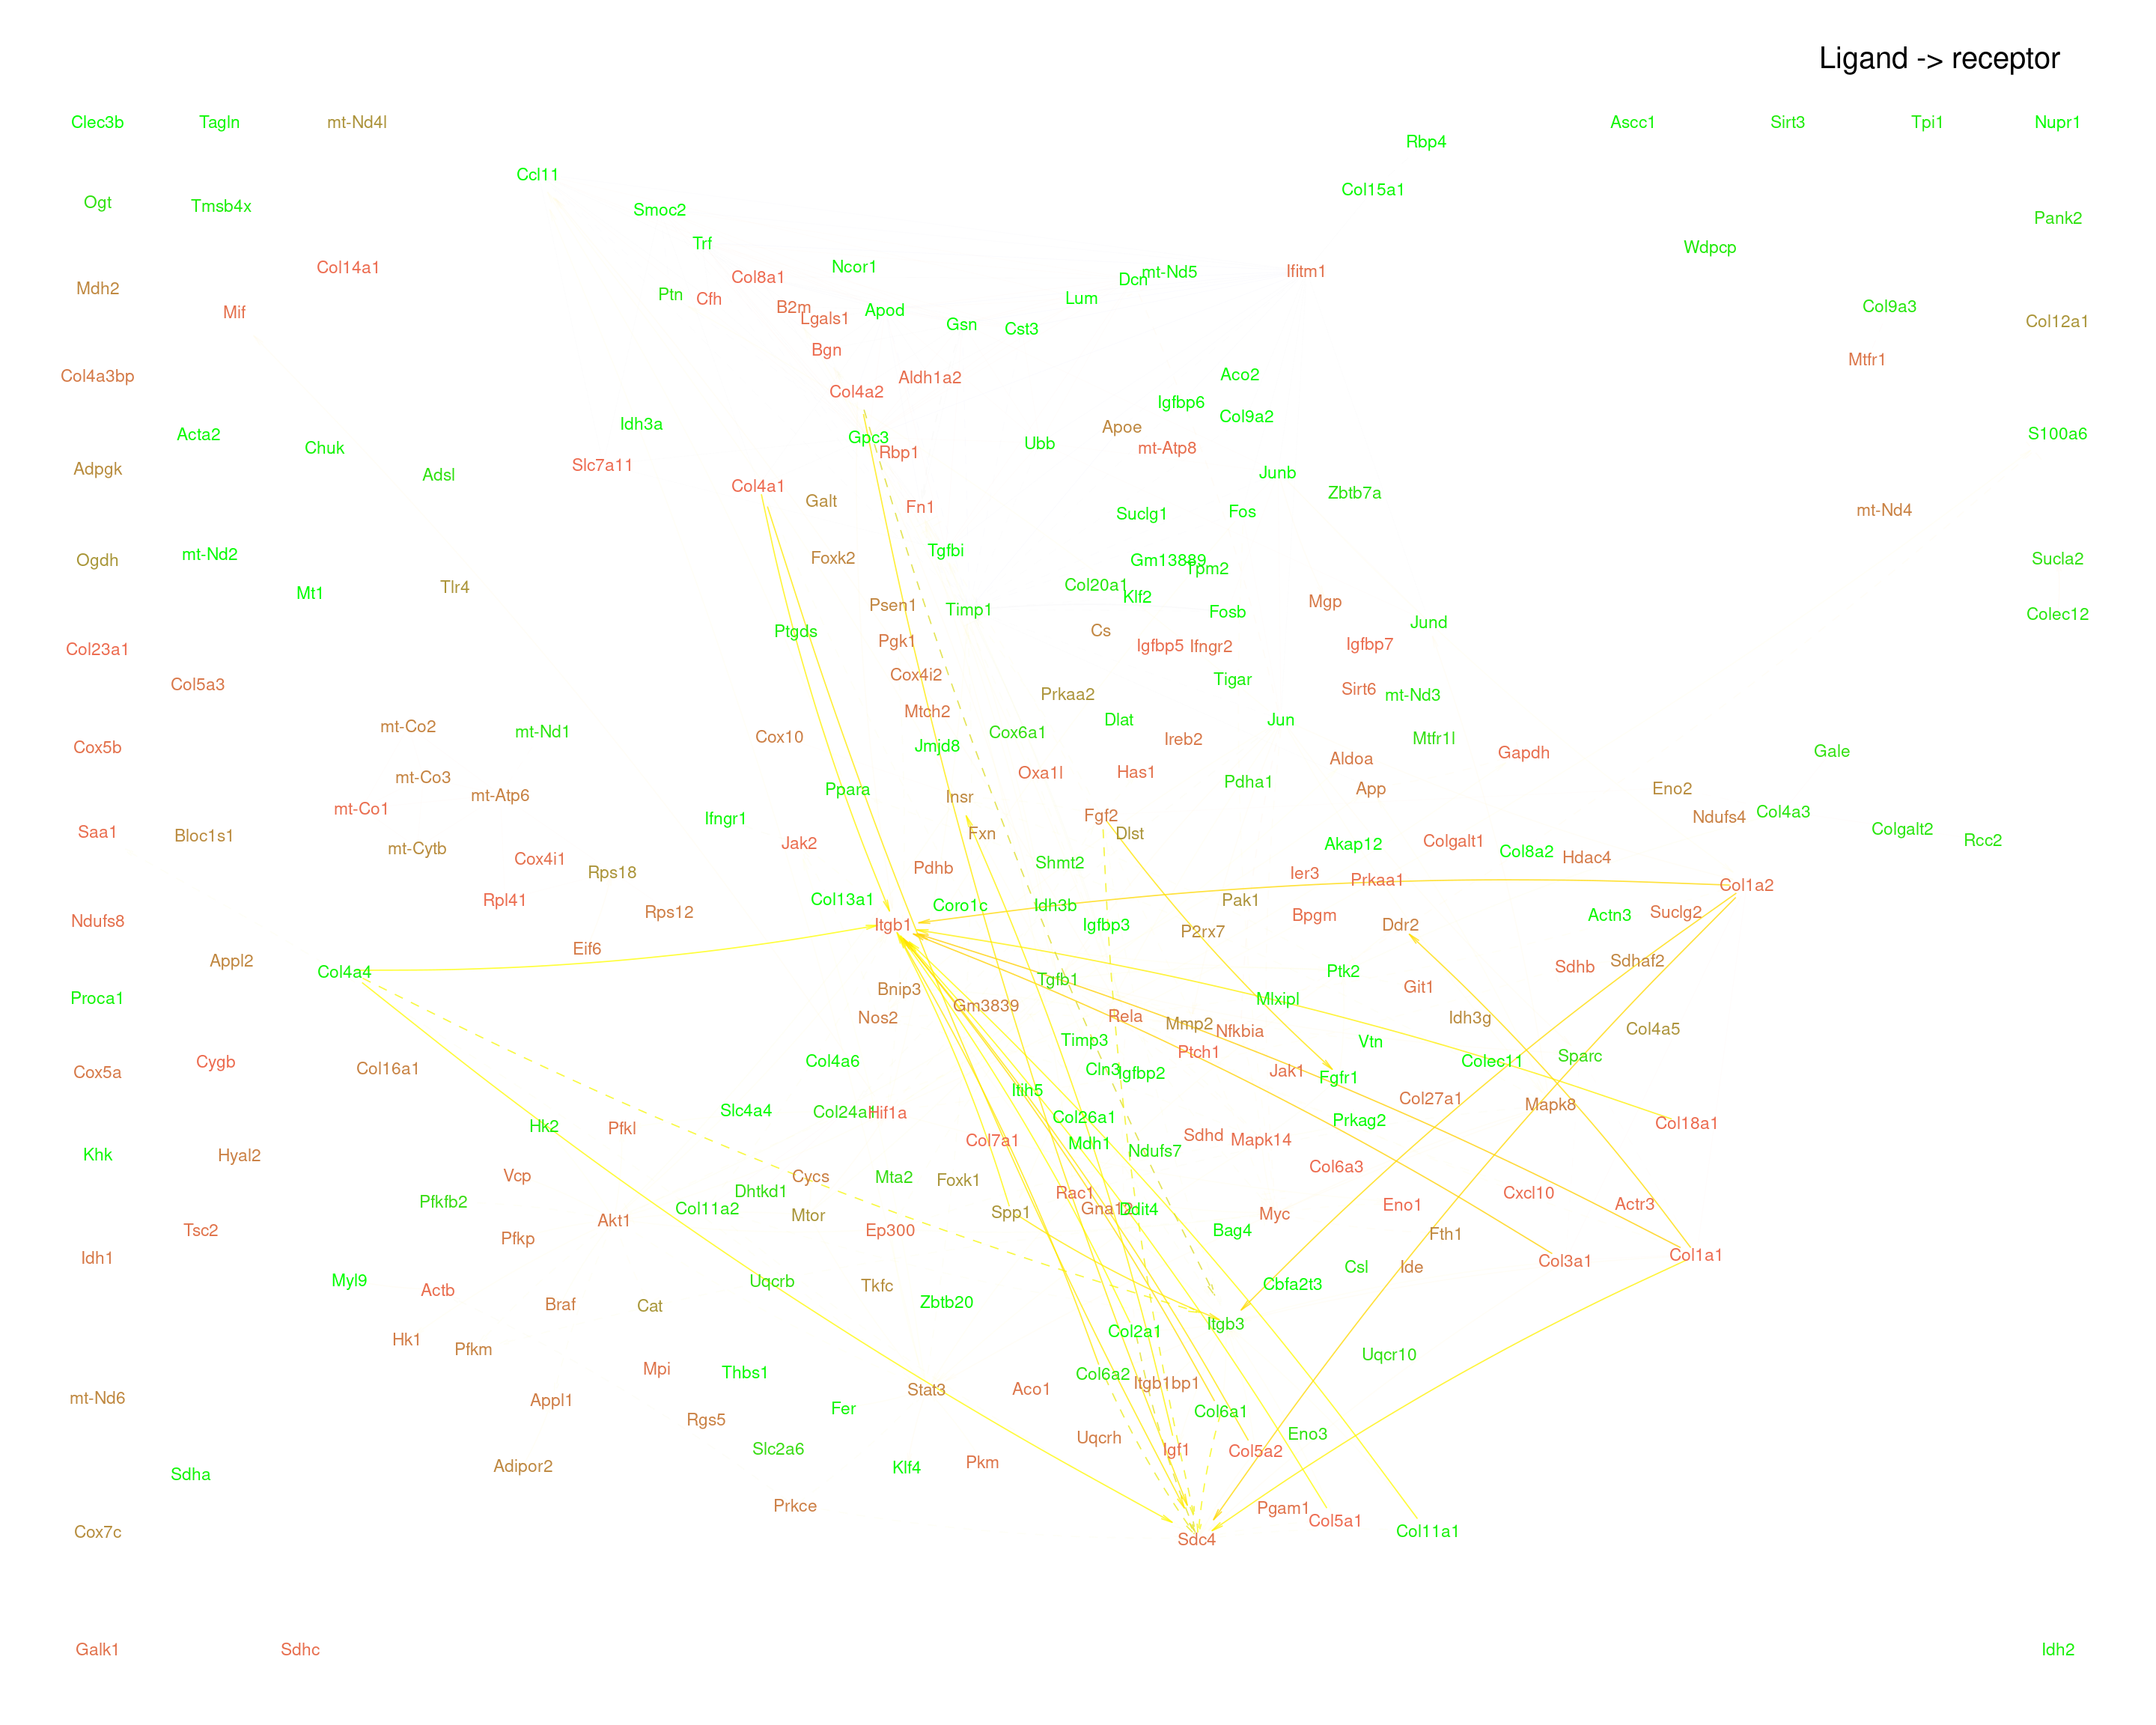 Ligand -> receptor
Clec3b
Tagln
mt-Nd4l
Ascc1
Sirt3
Tpi1
Nupr1
Rbp4
Ccl11
Col15a1
Ogt
Tmsb4x
Smoc2
Pank2
Trf
Wdpcp
Col14a1
Ncor1
mt-Nd5
Ifitm1
Col8a1
Dcn
Mdh2
Ptn
Cfh
Lum
B2m
Col9a3
Mif
Lgals1
Apod
Gsn
Cst3
Col12a1
Bgn
Mtfr1
Col4a3bp
Aldh1a2
Aco2
Col4a2
Igfbp6
Col9a2
Idh3a
Apoe
Acta2
Gpc3
S100a6
Chuk
Ubb
mt-Atp8
Rbp1
Adpgk
Slc7a11
Adsl
Junb
Col4a1
Zbtb7a
Galt
Fn1
mt-Nd4
Suclg1
Fos
mt-Nd2
Tgfbi
Ogdh
Foxk2
Gm13889
Sucla2
Tpm2
Mt1
Tlr4
Col20a1
Klf2
Psen1
Timp1
Fosb
Mgp
Colec12
Jund
Ptgds
Cs
Pgk1
Col23a1
Igfbp5
Ifngr2
Igfbp7
Cox4i2
Col5a3
Tigar
Sirt6
Prkaa2
mt-Nd3
Mtch2
mt-Co2
mt-Nd1
Cox10
Cox6a1
Dlat
Jun
Cox5b
Jmjd8
Ireb2
Mtfr1l
Gapdh
Gale
Aldoa
mt-Co3
Oxa1l
Has1
mt-Atp6
Ppara
Insr
Pdha1
App
Eno2
mt-Co1
Ifngr1
Fgf2
Ndufs4
Col4a3
Saa1
Bloc1s1
Fxn
Dlst
Colgalt2
Rcc2
mt-Cytb
Jak2
Akap12
Colgalt1
Col8a2
Cox4i1
Shmt2
Hdac4
Rps18
Pdhb
Ier3
Prkaa1
Col1a2
Rpl41
Col13a1
Coro1c
Idh3b
Pak1
Rps12
Bpgm
Actn3
Suclg2
Ndufs8
Itgb1
Igfbp3
P2rx7
Ddr2
Eif6
Appl2
Col4a4
Tgfb1
Ptk2
Sdhb
Sdhaf2
Proca1
Bnip3
Gm3839
Mlxipl
Git1
Nos2
Rela
Mmp2
Nfkbia
Idh3g
Col4a5
Cygb
Col4a6
Timp3
Ptch1
Vtn
Colec11
Sparc
Cox5a
Col16a1
Cln3
Igfbp2
Jak1
Fgfr1
Itih5
Slc4a4
Col24a1
Hif1a
Col26a1
Col27a1
Mapk8
Hk2
Pfkl
Prkag2
Col18a1
Khk
Hyal2
Col7a1
Mdh1
Ndufs7
Sdhd
Mapk14
Vcp
Cycs
Mta2
Foxk1
Col6a3
Pfkfb2
Dhtkd1
Rac1
Cxcl10
Col11a2
Mtor
Spp1
Gna12
Ddit4
Myc
Eno1
Actr3
Tsc2
Akt1
Ep300
Bag4
Fth1
Idh1
Pfkp
Col3a1
Col1a1
Myl9
Actb
Uqcrb
Tkfc
Csl
Ide
Cbfa2t3
Braf
Cat
Zbtb20
Itgb3
Hk1
Pfkm
Col2a1
Uqcr10
Mpi
Thbs1
Col6a2
mt-Nd6
Appl1
Stat3
Aco1
Itgb1bp1
Rgs5
Fer
Col6a1
Uqcrh
Eno3
Sdha
Adipor2
Slc2a6
Klf4
Pkm
Igf1
Col5a2
Prkce
Pgam1
Cox7c
Sdc4
Col5a1
Col11a1
Galk1
Sdhc
Idh2